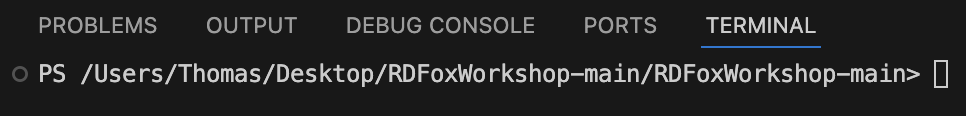 PROBLEMS OUTPUT DEBUG CONSOLE PORTS TERMINAL
PS /Users/Thomas/Desktop/RDFoxWorkshop-main/RDFoxWorkshop-main>